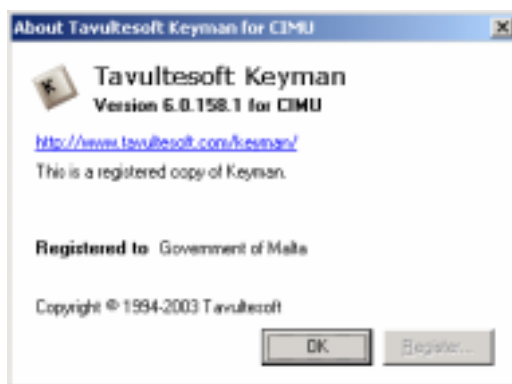 About Tavultesoft Keyman for CIMU
K
Tavultesoft Keyman
Version 6.0.158.1 for CIMU
http://www.tavultesoft.com/keyman/
This is a registered copy of Keyman.
Registered to Government of Malta
Copyright © 1994-2003 Tavultesoft
OK Register...